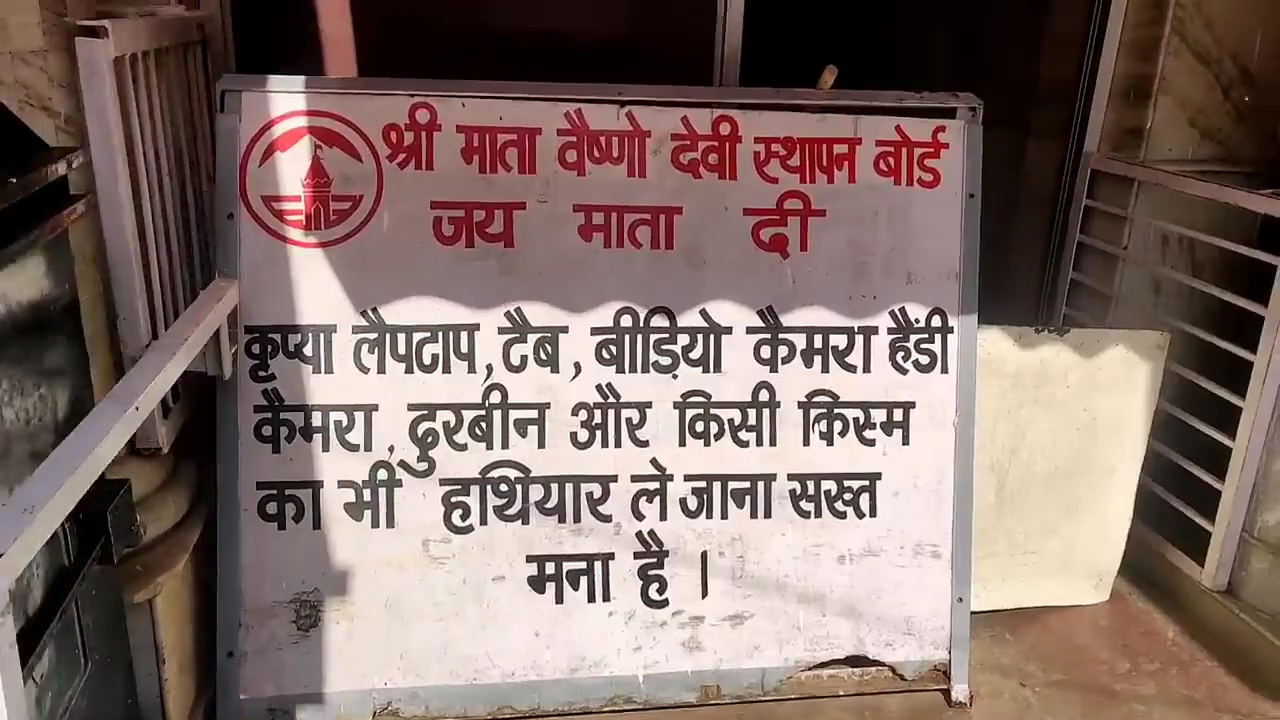 श्री माता वैष्णो देवी स्थापन बोर्ड
जय माता दी
कृप्या लैपटाप, टैब, बीड़ियो कैमरा हैंडी
कैमरा, दुरबीन और किसी किस्म
का भी हथियार ले जाना सख्त
मना है ।